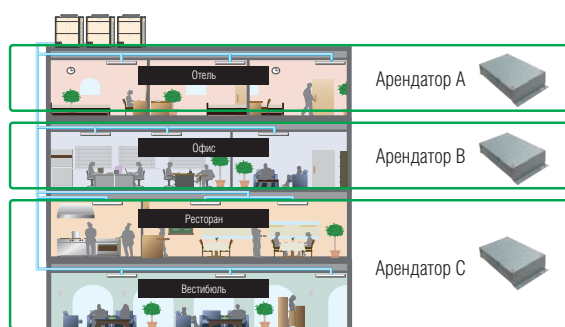 Отель
Арендатор A
Офис
Арендатор B
Ресторан
Арендатор C
Вестибюль